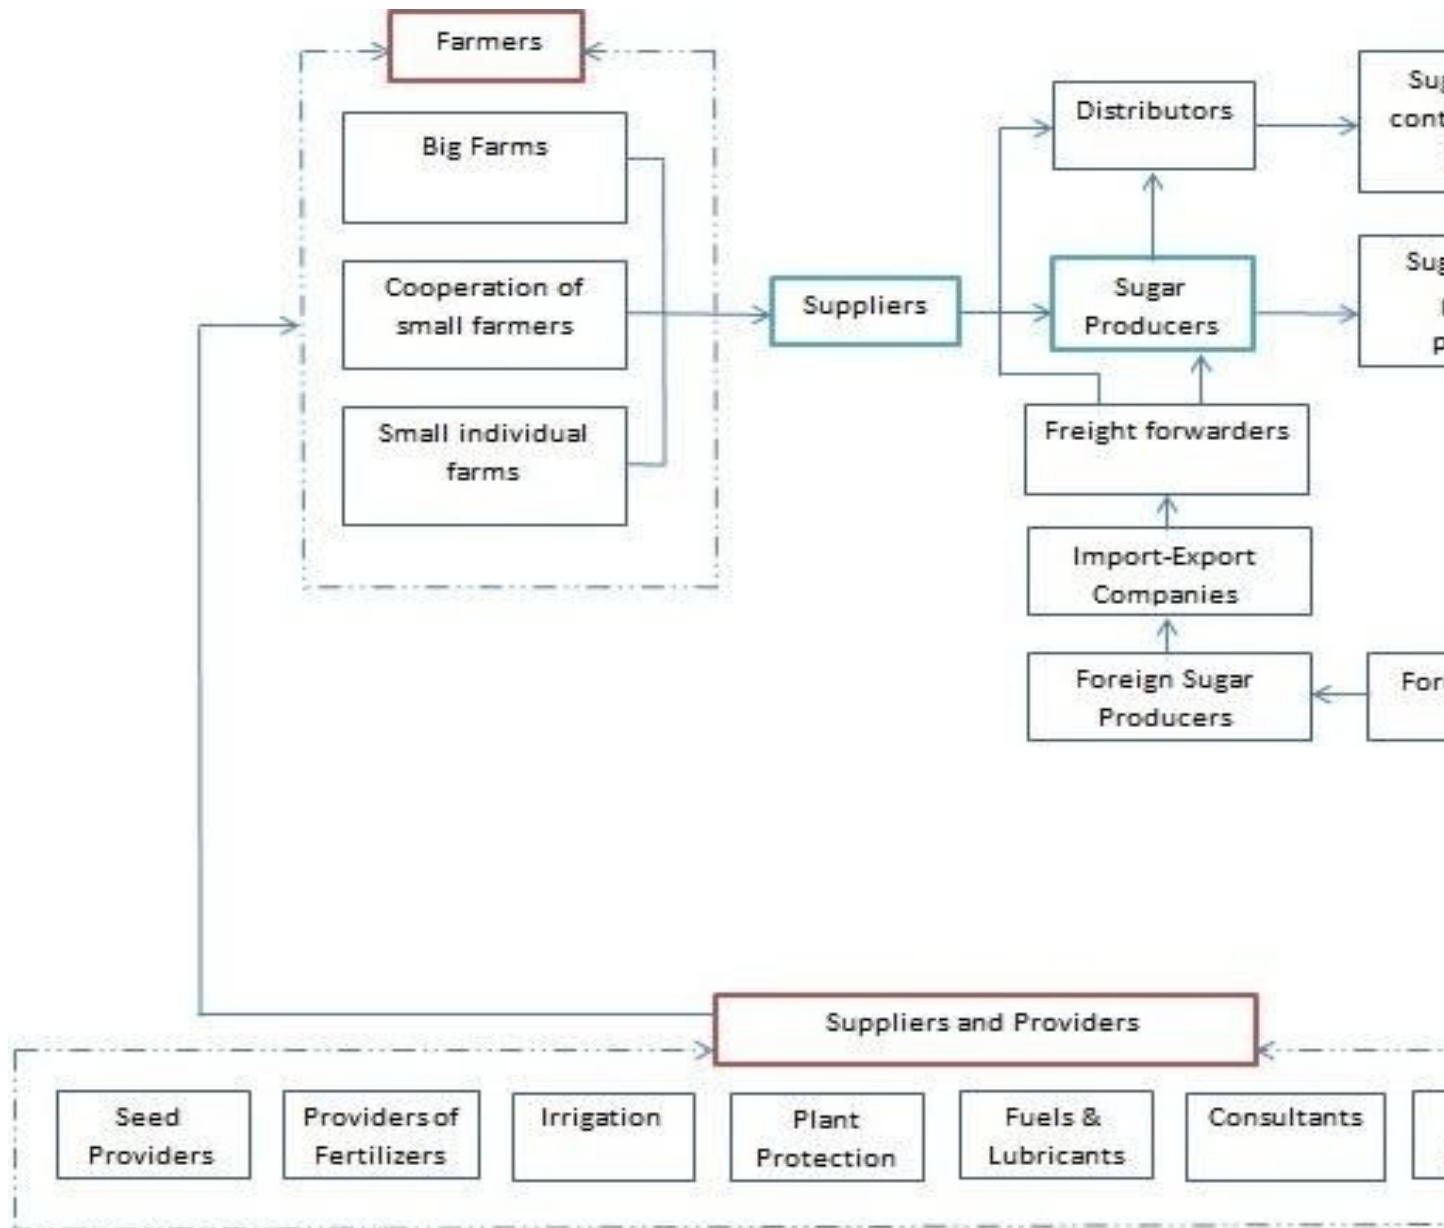 Farmers
Big Farms
Cooperation of
small farmers
Small individual
farms
Suppliers
Distributors
Sugar
Producers
Freight forwarders
Import-Export
Companies
Foreign Sugar
Producers
Suppliers and Providers
Seed
Providers
Providers of
Fertilizers
Irrigation
Plant
Protection
Fuels &
Lubricants
Consultants